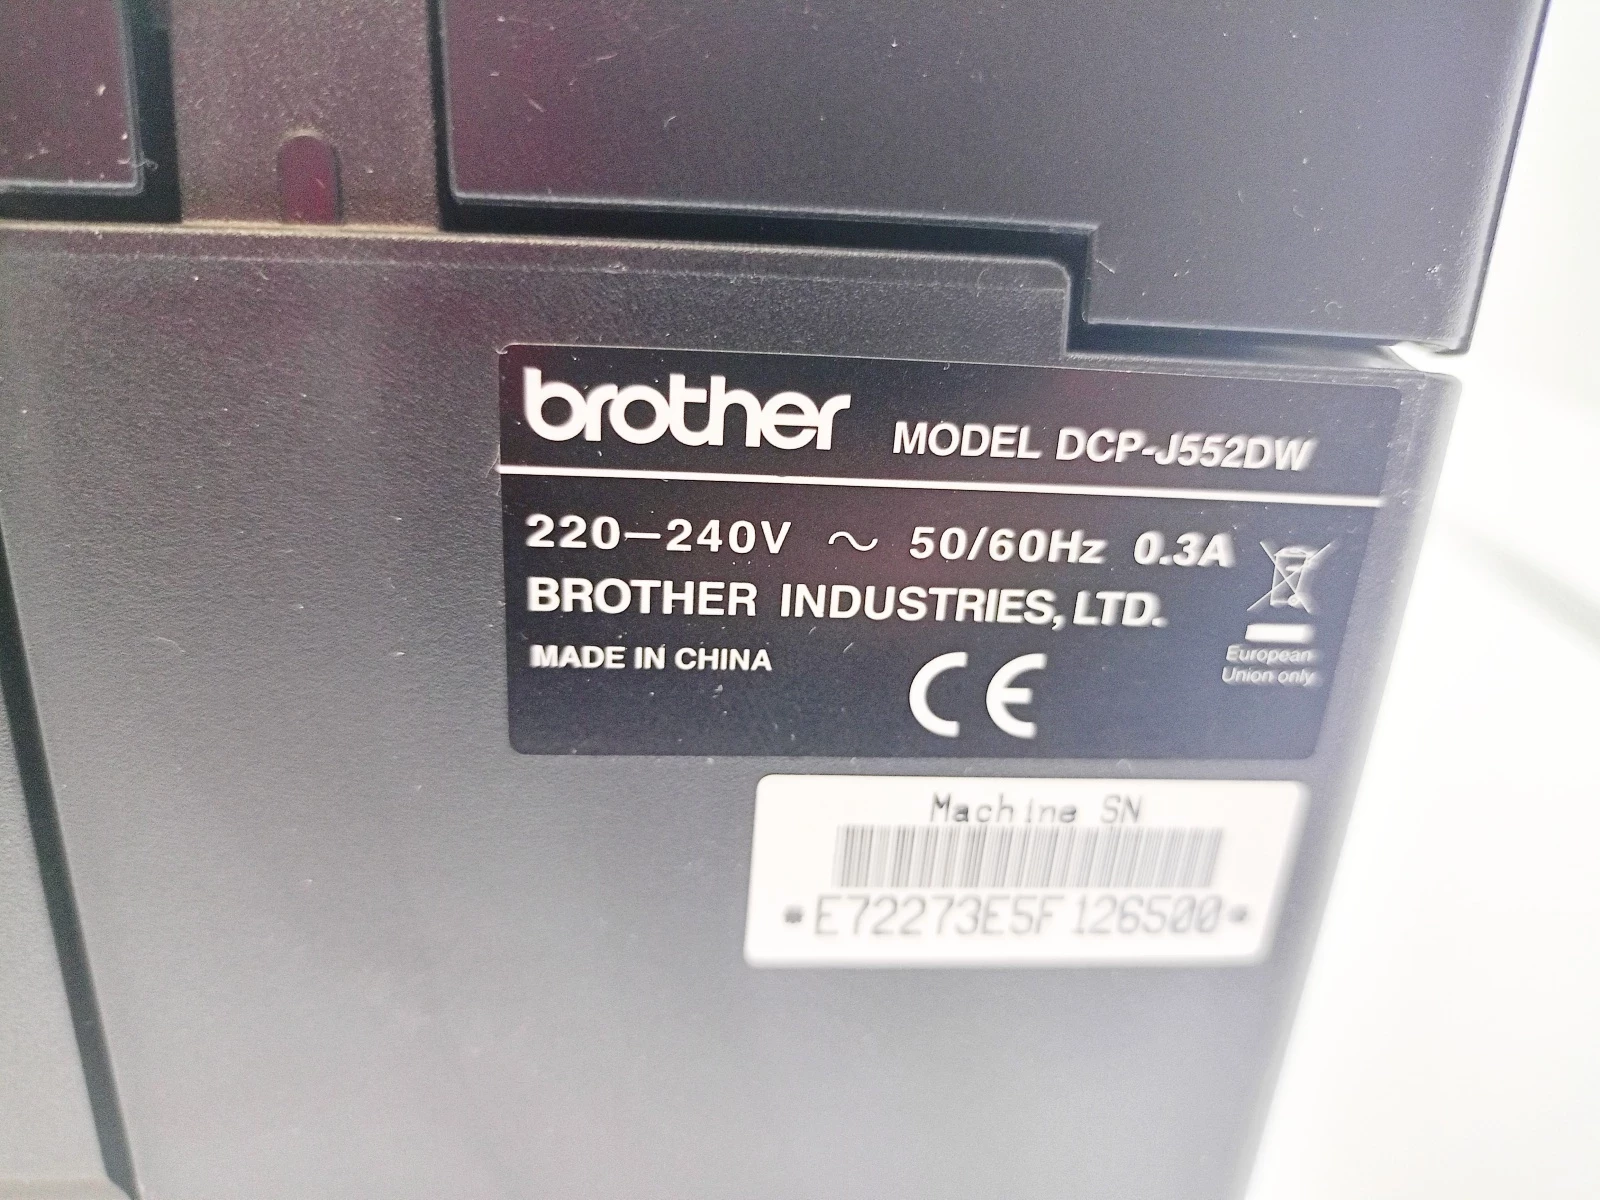 brother MODEL DCP-J552DW
220–240V ~ 50/60Hz 0.3A
BROTHER INDUSTRIES, LTD.
MADE IN CHINA
CE
European
Union only
Machine SN
*E72273E5F126500*